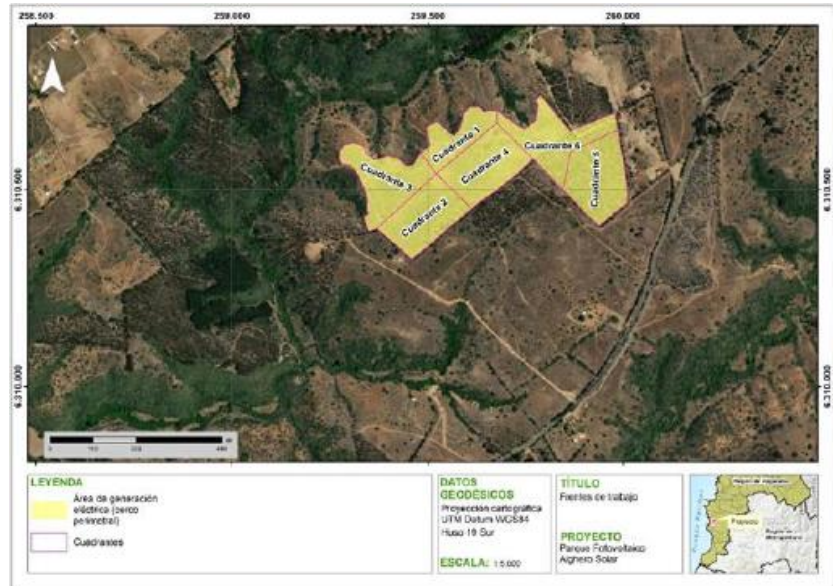 258.500 259.000 259.500 260.000
N
Cuadrante 1
Cuadrante 3
Cuadrante 4
Cuadrante 6
Cuadrante 2
Cuadrante 5
6.310.500 6.310.500
6.310.000 6.310.000
0
LEYENDA
Área de generación
eléctrica (cerco
perimetral)
Cuadrantes
DATOS
GEODÉSICOS
Proyección cartográfica
UTM Datum WGS84
Huso 19 Sur
ESCALA: 1:5.000
TÍTULO
Frentes de trabajo
PROYECTO
Parque Fotovoltaico
Alghero Solar
Proyecto